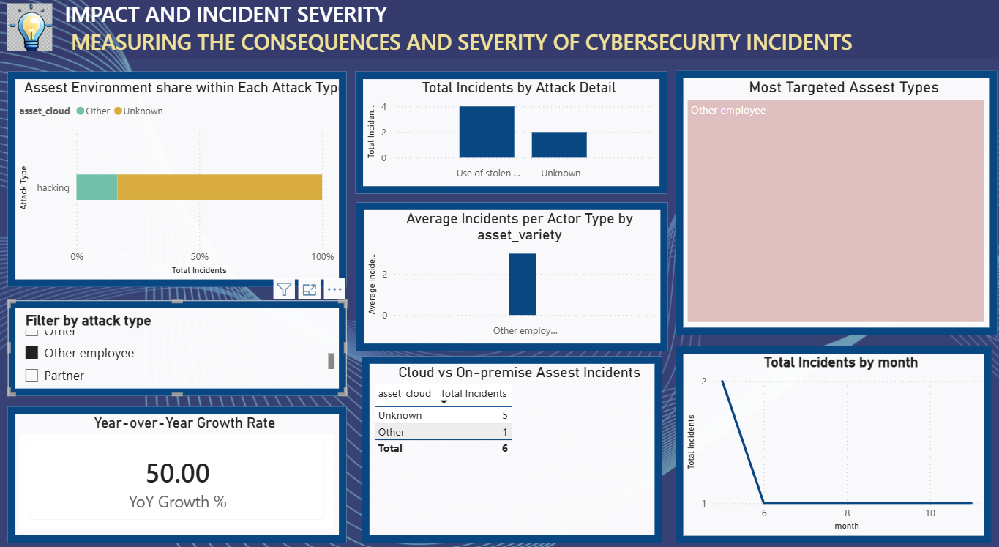 IMPACT AND INCIDENT SEVERITY
MEASURING THE CONSEQUENCES AND SEVERITY OF CYBERSECURITY INCIDENTS
Assest Environment share within Each Attack Typ
asset_cloud Other Unknown
Attack Type
hacking
0% 50% 100%
Total Incidents
Filter by attack type
Other
Other employee
Partner
Year-over-Year Growth Rate
50.00
YoY Growth %
Total Incidents by Attack Detail
Total Inciden...
4
2
0
Use of stolen ... Unknown
Average Incidents per Actor Type by
asset_variety
Average Incide...
2
0
Other employ...
Cloud vs On-premise Assest Incidents
asset_cloud Total Incidents
Unknown 5
Other 1
Total 6
Most Targeted Assest Types
Other employee
Total Incidents by month
Total Incidents
2
1
6 8 10
month